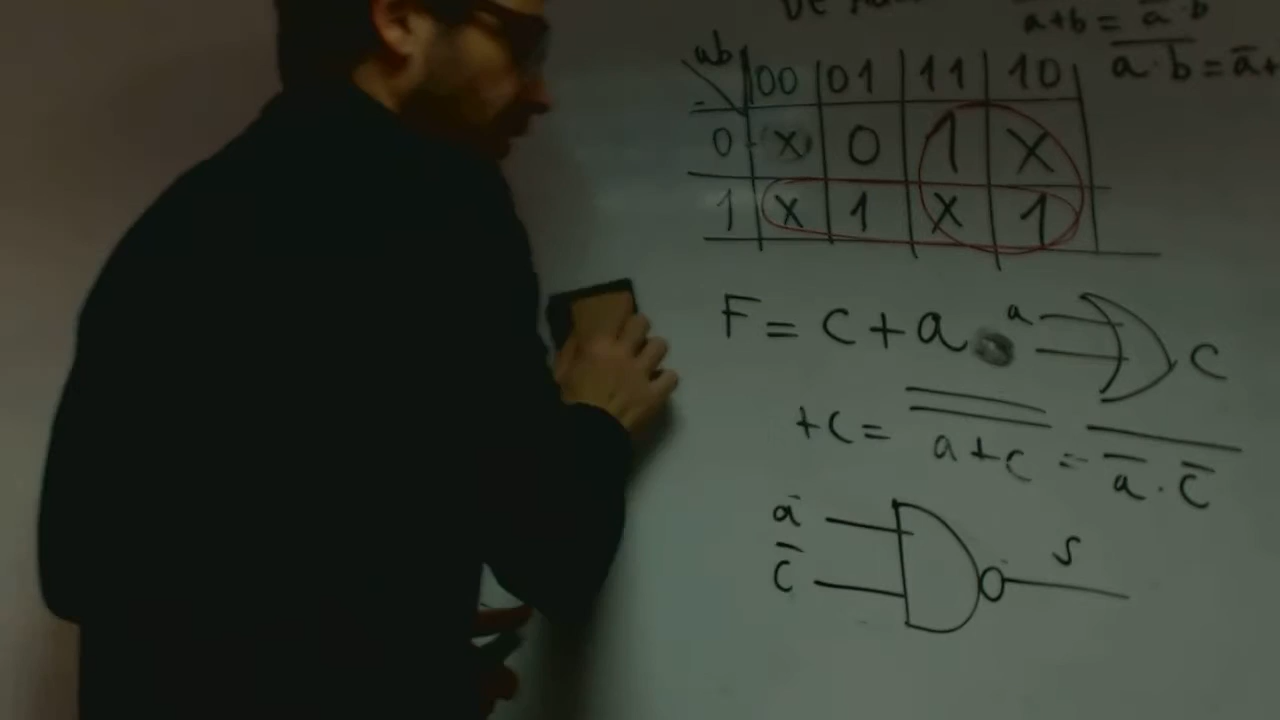 a+b = a̅·b
a̅ ̅·̅ ̅b̅ = a̅+
ab 00 01 11 10
0 x 0 1 x
1 x 1 x 1
F = c+a a c
+c = a+c = a̅ · c̅
a̅
c̅ s